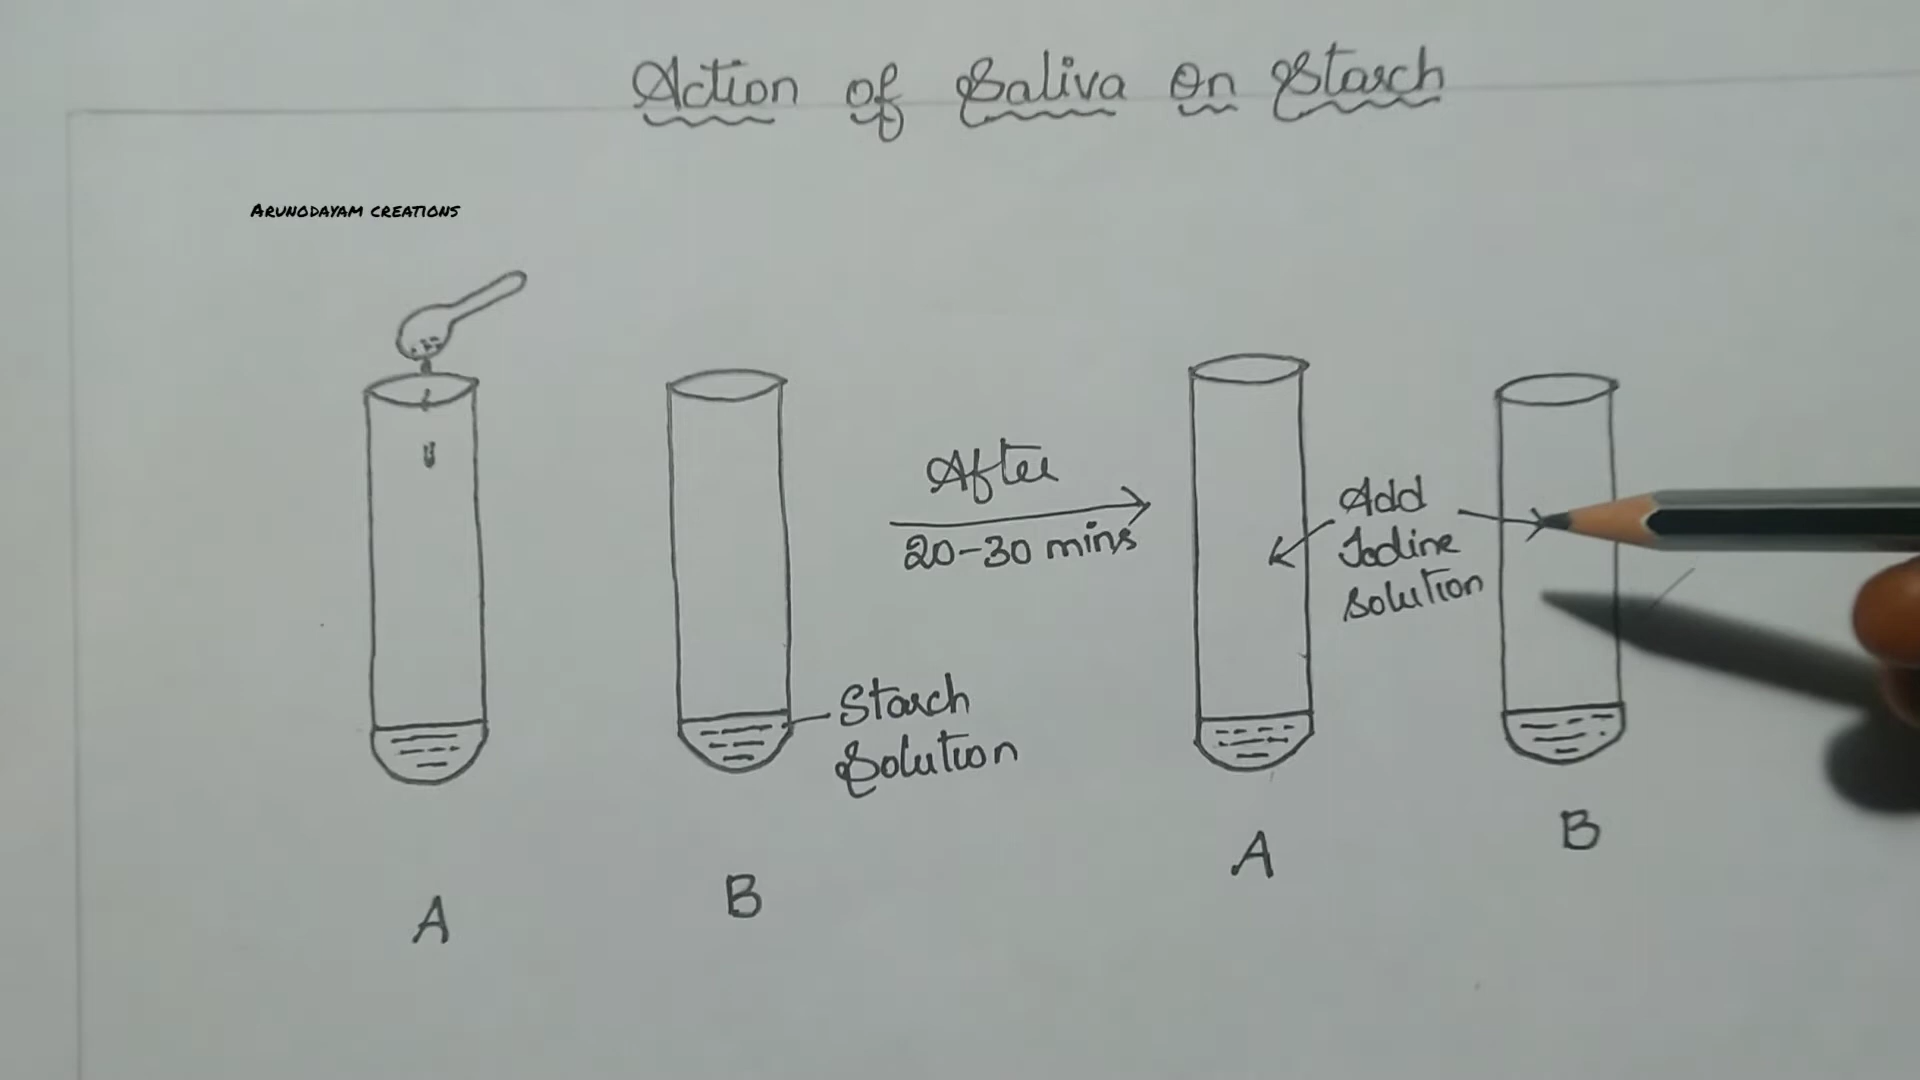 Action of Saliva on Starch
ARUNODAYAM CREATIONS
After
20-30 mins
Add
Iodine
solution
Starch
Solution
A
B
A
B